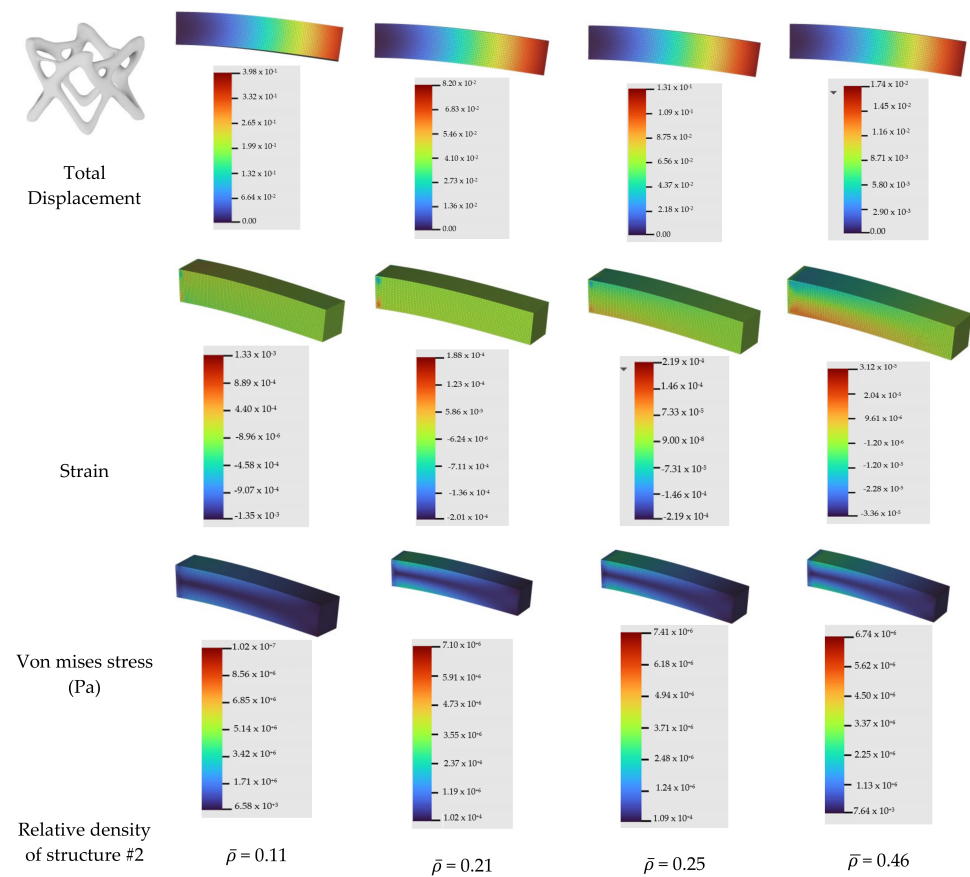 3.98 x 10⁻¹
3.32 x 10⁻¹
2.65 x 10⁻¹
1.99 x 10⁻¹
1.32 x 10⁻¹
6.64 x 10⁻²
0.00
8.20 x 10⁻²
6.83 x 10⁻²
5.46 x 10⁻²
4.10 x 10⁻²
2.73 x 10⁻²
1.36 x 10⁻²
0.00
1.31 x 10⁻¹
1.09 x 10⁻¹
8.75 x 10⁻²
6.56 x 10⁻²
4.37 x 10⁻²
2.18 x 10⁻²
0.00
1.74 x 10⁻²
1.45 x 10⁻²
1.16 x 10⁻²
8.71 x 10⁻³
5.80 x 10⁻³
2.90 x 10⁻³
0.00
Total
Displacement
1.33 x 10⁻³
8.89 x 10⁻⁴
4.40 x 10⁻⁴
-8.96 x 10⁻⁶
-4.58 x 10⁻⁴
-9.07 x 10⁻⁴
-1.35 x 10⁻³
1.88 x 10⁻⁴
1.23 x 10⁻⁴
5.86 x 10⁻⁵
-6.24 x 10⁻⁶
-7.11 x 10⁻⁴
-1.36 x 10⁻⁴
-2.01 x 10⁻⁴
2.19 x 10⁻⁴
1.46 x 10⁻⁴
7.33 x 10⁻⁵
9.00 x 10⁻⁸
-7.31 x 10⁻⁵
-1.46 x 10⁻⁴
-2.19 x 10⁻⁴
3.12 x 10⁻⁵
2.04 x 10⁻⁵
9.61 x 10⁻⁶
-1.20 x 10⁻⁶
-1.20 x 10⁻⁵
-2.28 x 10⁻⁵
-3.36 x 10⁻⁵
Strain
1.02 x 10⁺⁷
8.56 x 10⁺⁶
6.85 x 10⁺⁶
5.14 x 10⁺⁶
3.42 x 10⁺⁶
1.71 x 10⁺⁶
6.58 x 10⁺³
7.10 x 10⁺⁶
5.91 x 10⁺⁶
4.73 x 10⁺⁶
3.55 x 10⁺⁶
2.37 x 10⁺⁶
1.19 x 10⁺⁶
1.02 x 10⁺⁴
7.41 x 10⁺⁶
6.18 x 10⁺⁶
4.94 x 10⁺⁶
3.71 x 10⁺⁶
2.48 x 10⁺⁶
1.24 x 10⁺⁶
1.09 x 10⁺⁴
6.74 x 10⁺⁶
5.62 x 10⁺⁶
4.50 x 10⁺⁶
3.37 x 10⁺⁶
2.25 x 10⁺⁶
1.13 x 10⁺⁶
7.64 x 10⁺³
Von mises stress
(Pa)
Relative density
of structure #2
ρ̄ = 0.11
ρ̄ = 0.21
ρ̄ = 0.25
ρ̄ = 0.46